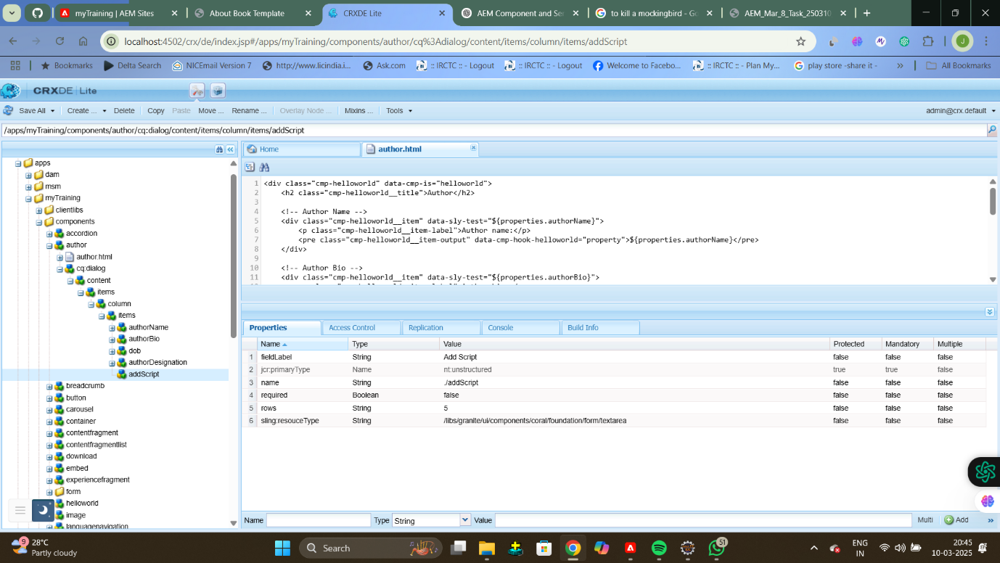 myTraining | AEM Sites
About Book Template
CRXDE Lite
AEM Component and Ser
to kill a mockingbird - Go
AEM_Mar_8_Task_250310
localhost:4502/crx/de/index.jsp#/apps/myTraining/components/author/cq%3Adialog/content/items/column/items/addScript
J
Bookmarks
Delta Search
NICEmail Version 7
http://www.licindia.i...
Ask.com
:: IRCTC :: - Logout
:: IRCTC :: - Logout
Welcome to Facebo...
:: IRCTC :: - Plan My...
play store -share it -
All Bookmarks
CRXDE | Lite
Save All
Create ...
Delete
Copy
Paste
Move ...
Rename ...
Overlay Node ...
Mixins ...
Tools
admin@crx.default
/apps/myTraining/components/author/cq:dialog/content/items/column/items/addScript
apps
dam
msm
myTraining
clientlibs
components
accordion
author
author.html
cq:dialog
content
items
column
items
authorName
authorBio
dob
authorDesignation
addScript
breadcrumb
button
carousel
container
contentfragment
contentfragmentlist
download
embed
experiencefragment
form
helloworld
image
languagenavigation
Home
author.html
1 <div class="cmp-helloworld" data-cmp-is="helloworld">
2 <h2 class="cmp-helloworld__title">Author</h2>
3
4 <!-- Author Name -->
5 <div class="cmp-helloworld__item" data-sly-test="${properties.authorName}">
6 <p class="cmp-helloworld__item-label">Author name:</p>
7 <pre class="cmp-helloworld__item-output" data-cmp-hook-helloworld="property">${properties.authorName}</pre>
8 </div>
9
10 <!-- Author Bio -->
11 <div class="cmp-helloworld__item" data-sly-test="${properties.authorBio}">
Properties
Access Control
Replication
Console
Build Info
Name Type Value Protected Mandatory Multiple
1 fieldLabel String Add Script false false false
2 jcr:primaryType Name nt:unstructured true true false
3 name String ./addScript false false false
4 required Boolean false false false false
5 rows String 5 false false false
6 sling:resouceType String /libs/granite/ui/components/coral/foundation/form/textarea false false false
Name Type String Value Multi Add
9
28°C
Partly cloudy
Search
51
ENG
IN
20:45
10-03-2025